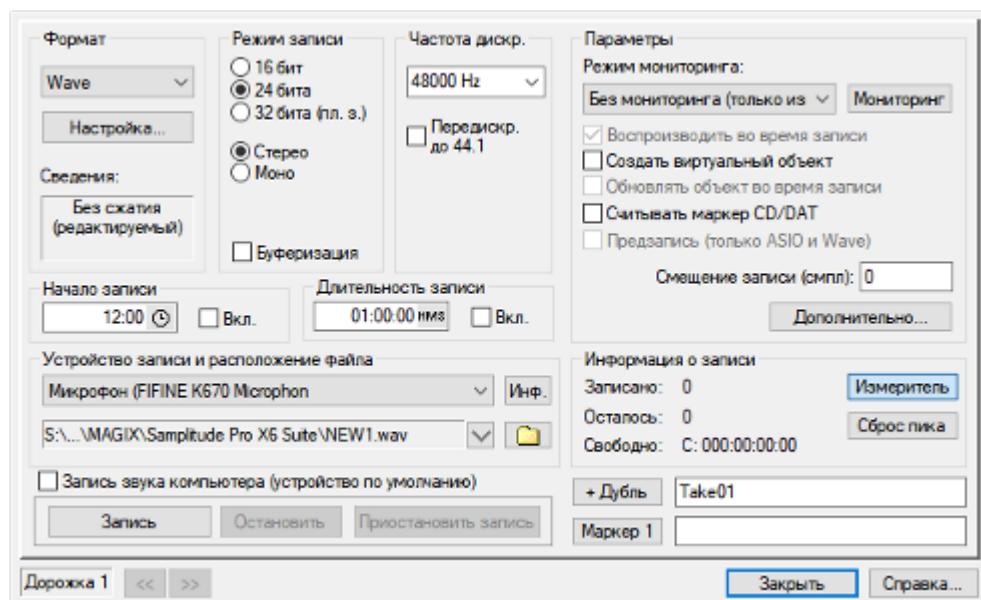 Формат
Wave
Настройка...
Сведения:
Без сжатия
(редактируемый)
Режим записи
16 бит
24 бита
32 бита (пл. з.)
Стерео
Моно
Буферизация
Частота дискр.
48000 Hz
Передискр.
до 44.1
Параметры
Режим мониторинга:
Без мониторинга (только из
Мониторинг
Воспроизводить во время записи
Создать виртуальный объект
Обновлять объект во время записи
Считывать маркер CD/DAT
Предзапись (только ASIO и Wave)
Смещение записи (смпл): 0
Дополнительно...
Начало записи
12:00
Вкл.
Длительность записи
01:00:00 нмs
Вкл.
Устройство записи и расположение файла
Микрофон (FIFINE K670 Microphon
Инф.
S:\...\MAGIX\Samplitude Pro X6 Suite\NEW1.wav
Информация о записи
Записано: 0
Измеритель
Осталось: 0
Сброс пика
Свободно: C: 000:00:00:00
Запись звука компьютера (устройство по умолчанию)
Запись
Остановить
Приостановить запись
+ Дубль
Take01
Маркер 1
Дорожка 1
<<
>>
Закрыть
Справка...